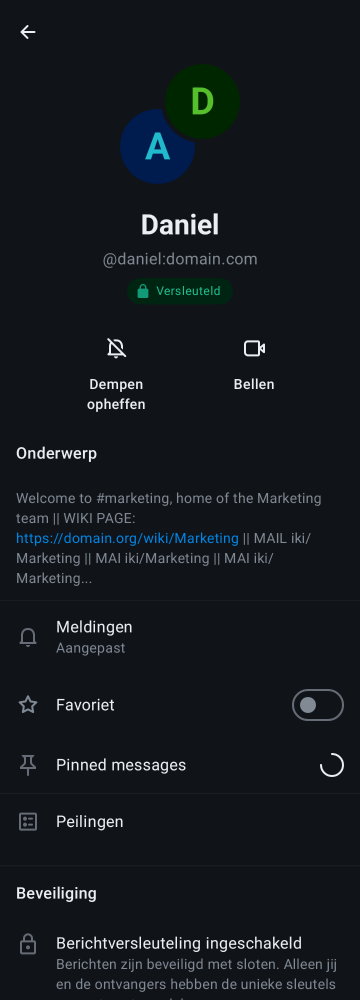 D
A
Daniel
@daniel:domain.com
Versleuteld
Dempen
opheffen
Bellen
Onderwerp
Welcome to #marketing, home of the Marketing
team || WIKI PAGE:
https://domain.org/wiki/Marketing || MAIL iki/
Marketing || MAI iki/Marketing || MAI iki/
Marketing...
Meldingen
Aangepast
Favoriet
Pinned messages
Peilingen
Beveiliging
Berichtversleuteling ingeschakeld
Berichten zijn beveiligd met sloten. Alleen jij
en de ontvangers hebben de unieke sleutels